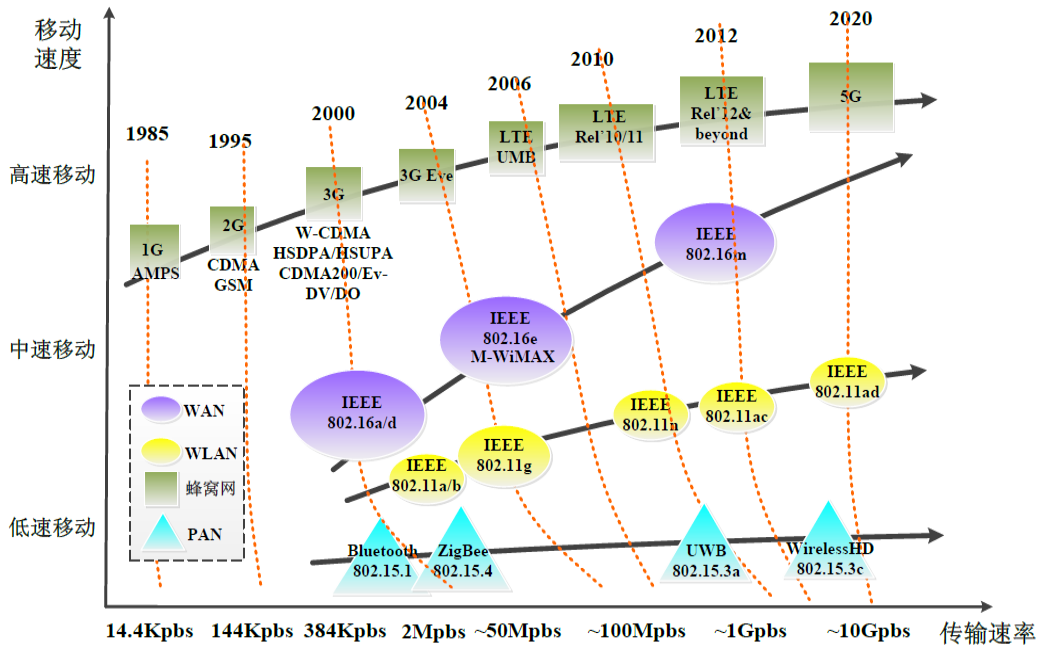 移动
速度
1985
1995
2000
2004
2006
2010
2012
2020
高速移动
中速移动
低速移动
1G
AMPS
2G
CDMA
GSM
3G
W-CDMA
HSDPA/HSUPA
CDMA200/Ev-
DV/DO
3G Eve
LTE
UMB
LTE
Rel'10/11
LTE
Rel'12&
beyond
5G
IEEE
802.16a/d
IEEE
802.16e
M-WiMAX
IEEE
802.16m
IEEE
802.11a/b
IEEE
802.11g
IEEE
802.11n
IEEE
802.11ac
IEEE
802.11ad
Bluetooth
802.15.1
ZigBee
802.15.4
UWB
802.15.3a
WirelessHD
802.15.3c
WAN
WLAN
蜂窝网
PAN
14.4Kpbs
144Kpbs
384Kpbs
2Mpbs
~50Mpbs
~100Mpbs
~1Gpbs
~10Gpbs
传输速率